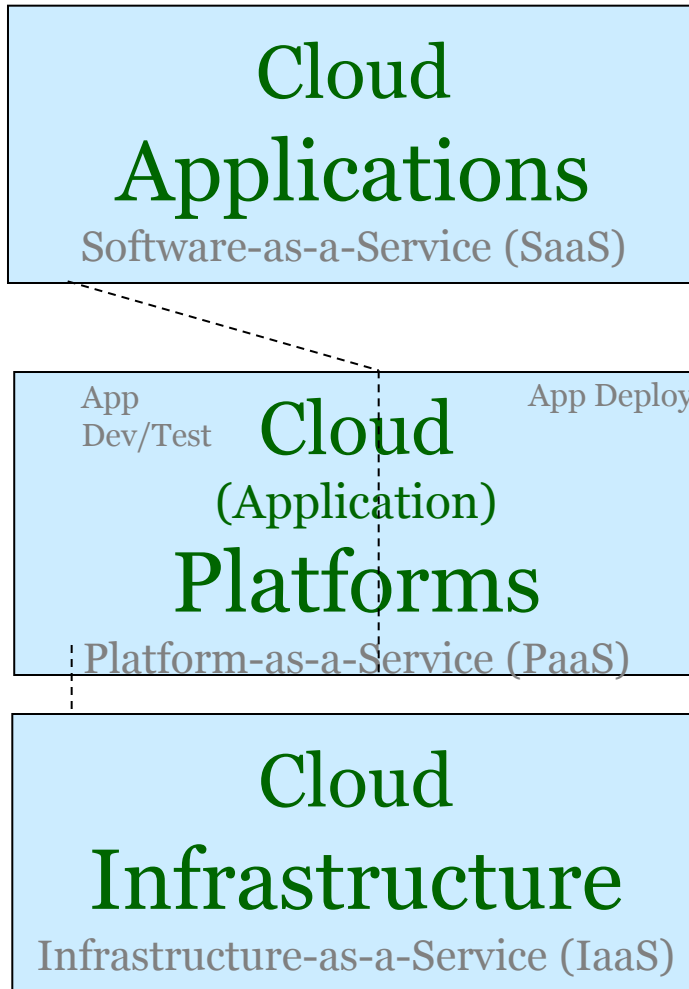 Cloud
Applications
Software-as-a-Service (SaaS)
App
Dev/Test
App Deploy
Cloud
(Application)
Platforms
Platform-as-a-Service (PaaS)
Cloud
Infrastructure
Infrastructure-as-a-Service (IaaS)